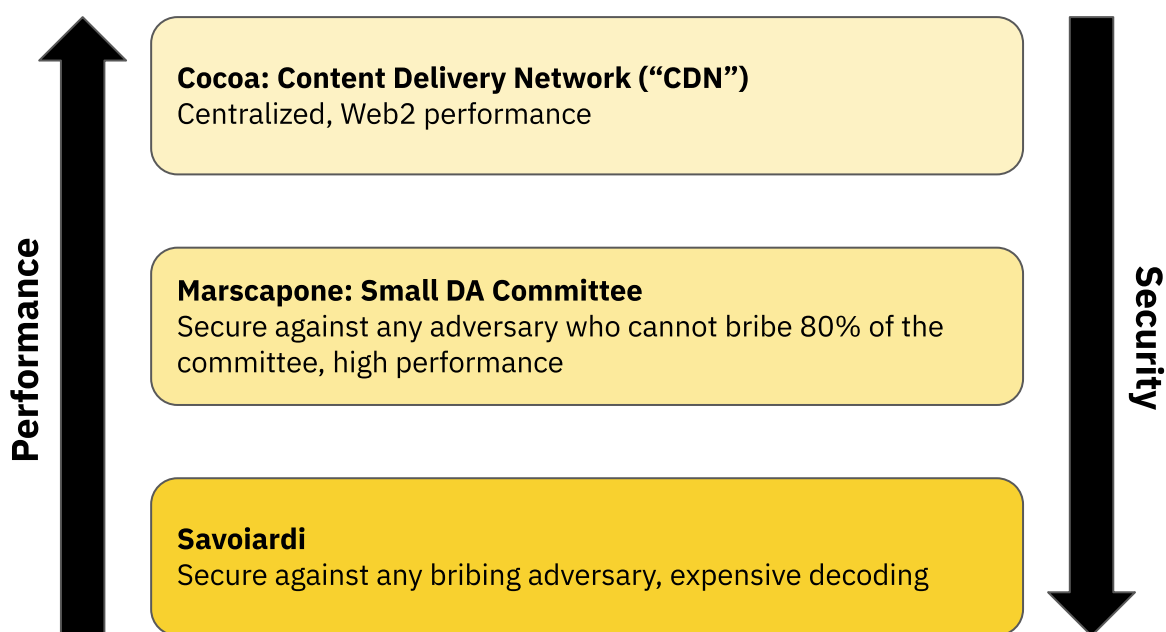 Performance
Cocoa: Content Delivery Network (“CDN”)
Centralized, Web2 performance
Marscapone: Small DA Committee
Secure against any adversary who cannot bribe 80% of the
committee, high performance
Savoiardi
Secure against any bribing adversary, expensive decoding
Security